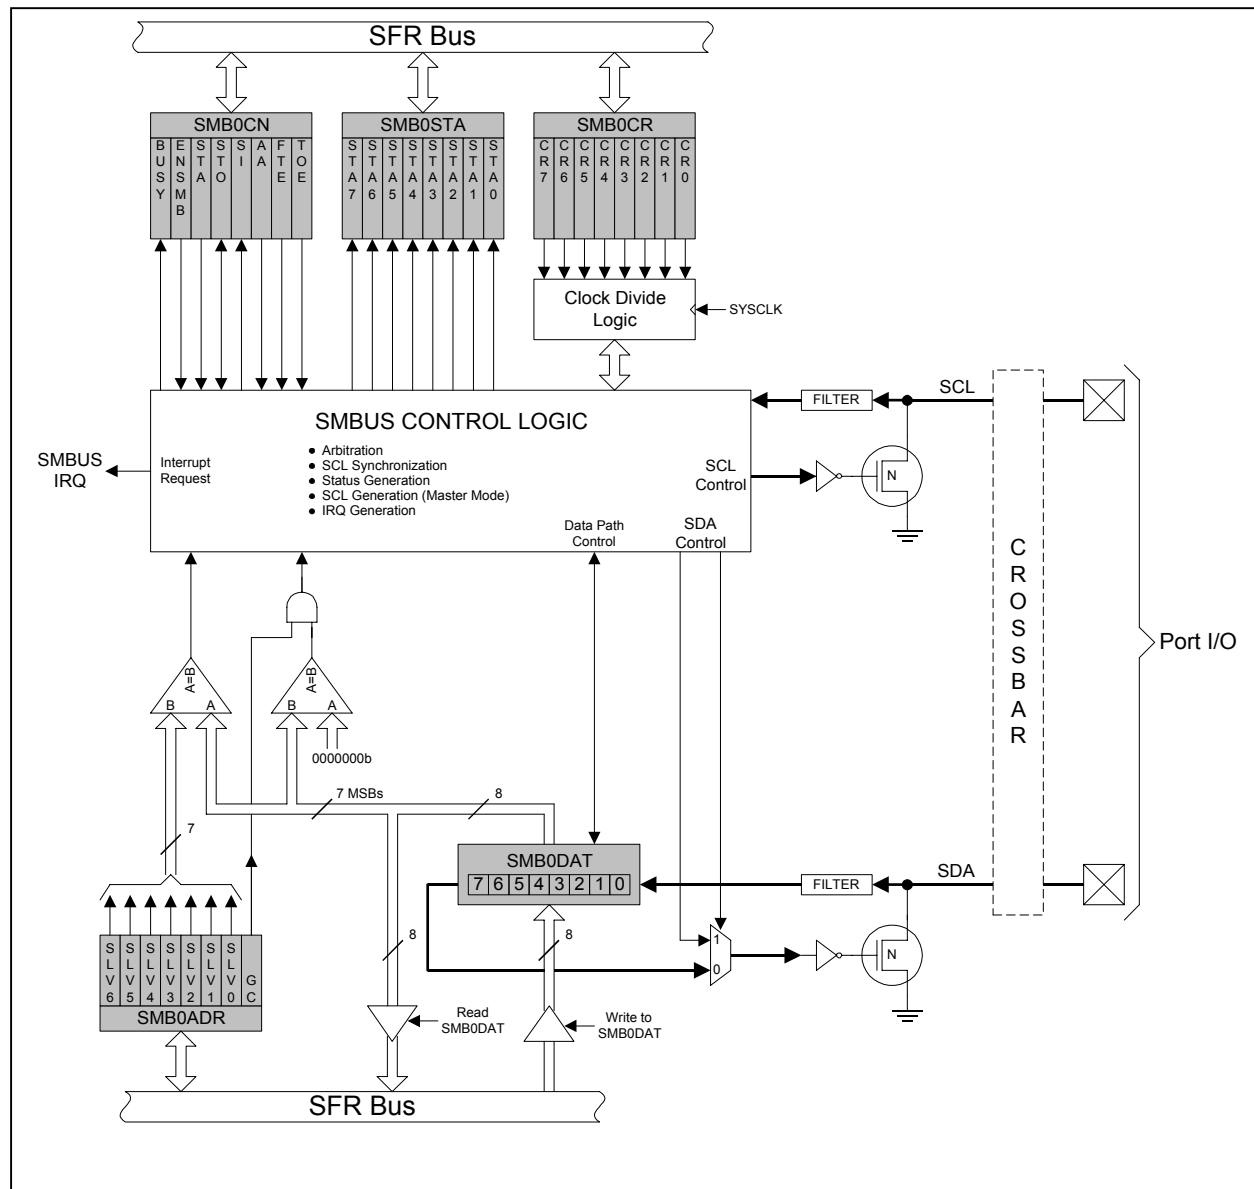 SFR Bus
SMB0CN
BUSY
ENSMB
STA
STO
SI
AA
FTE
TOE
SMB0STA
STA7
STA6
STA5
STA4
STA3
STA2
STA1
STA0
SMB0CR
CR7
CR6
CR5
CR4
CR3
CR2
CR1
CR0
Clock Divide
Logic
SYSCLK
SMBUS CONTROL LOGIC
Arbitration
SCL Synchronization
Status Generation
SCL Generation (Master Mode)
IRQ Generation
SMBUS
IRQ
Interrupt
Request
SCL
Control
Data Path
Control
SDA
Control
FILTER
SCL
N
CROSSBAR
Port I/O
A=B
B
A
A=B
B
A
0000000b
7 MSBs
8
7
SMB0DAT
7 6 5 4 3 2 1 0
FILTER
SDA
1
0
N
8
8
SLV6
SLV5
SLV4
SLV3
SLV2
SLV1
SLV0
GC
SMB0ADR
Read
SMB0DAT
Write to
SMB0DAT
SFR Bus